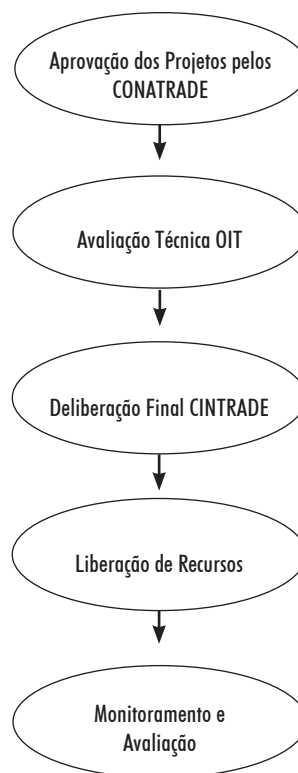 Aprovação dos Projetos pelos
CONATRADE
Avaliação Técnica OIT
Deliberação Final CINTRADE
Liberação de Recursos
Monitoramento e
Avaliação